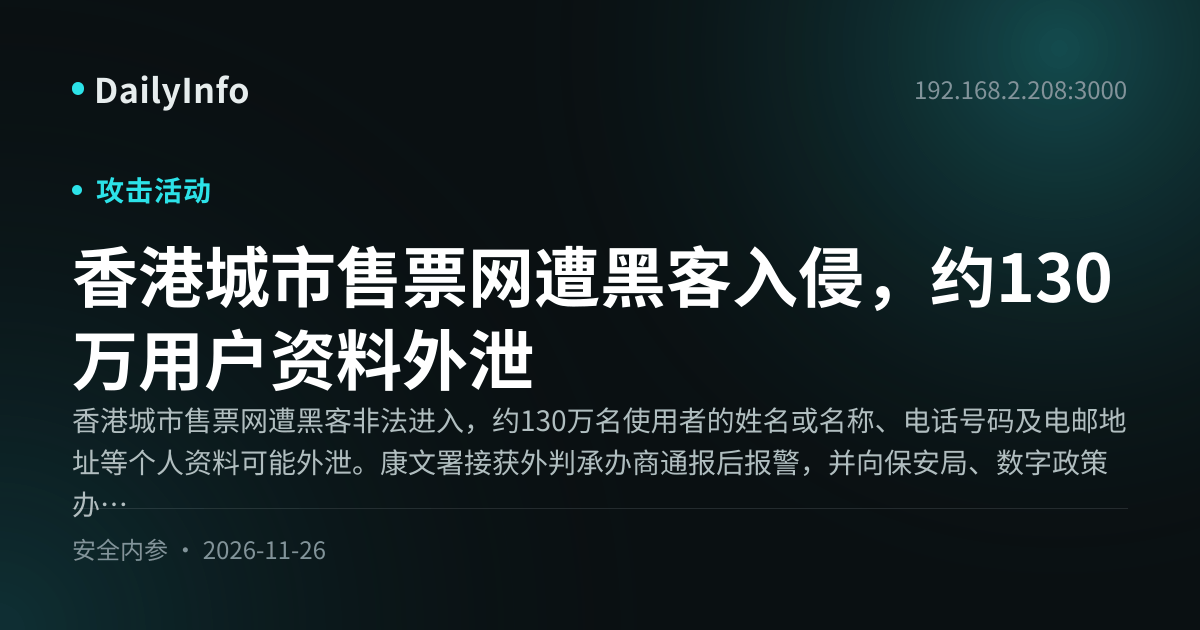 DailyInfo
192.168.2.208:3000
攻击活动
香港城市售票网遭黑客入侵，约130
万用户资料外泄
香港城市售票网遭黑客非法进入，约130万名使用者的姓名或名称、电话号码及电邮地
址等个人资料可能外泄。康文署接获外判承办商通报后报警，并向保安局、数字政策
办…
安全内参 • 2026-11-26